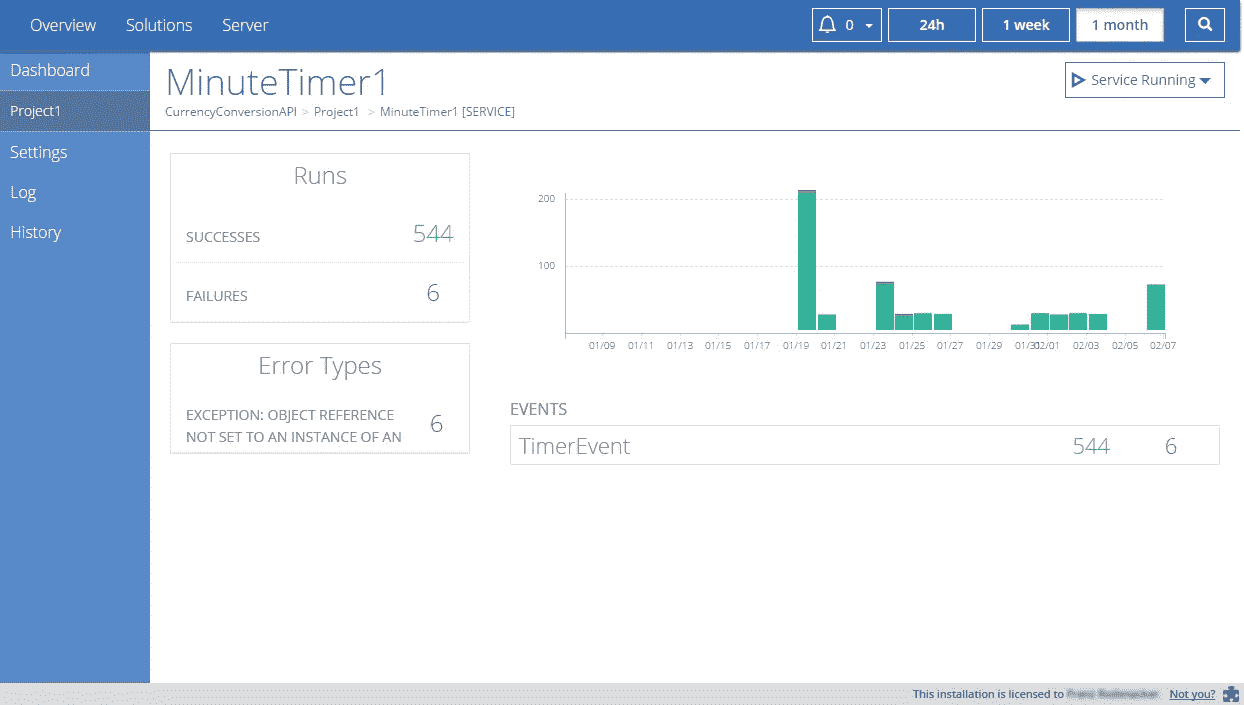 Overview Solutions Server 0 24h 1 week 1 month
Dashboard
Project1
Settings
Log
History
MinuteTimer1
Service Running
CurrencyConversionAPI > Project1 > MinuteTimer1 [SERVICE]
Runs
SUCCESSES 544
FAILURES 6
Error Types
EXCEPTION: OBJECT REFERENCE
NOT SET TO AN INSTANCE OF AN
6
200
100
01/09 01/11 01/13 01/15 01/17 01/19 01/21 01/23 01/25 01/27 01/29 01/31 02/01 02/03 02/05 02/07
EVENTS
TimerEvent 544 6
This installation is licensed to
Not you?